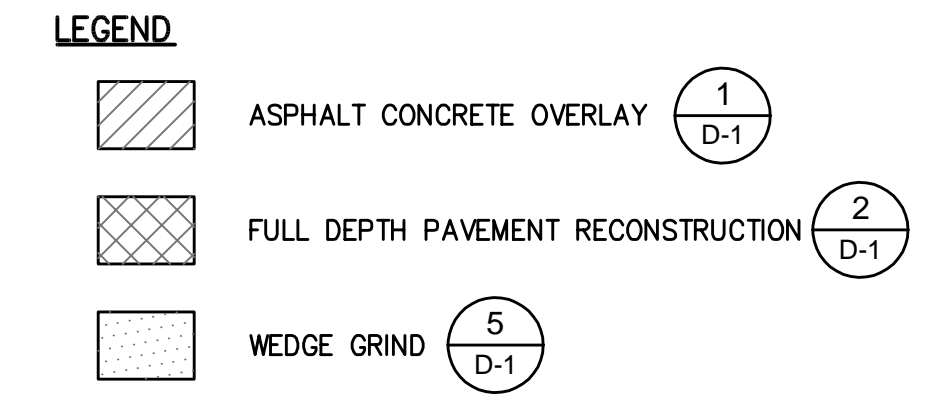 LEGEND
ASPHALT CONCRETE OVERLAY
1
D-1
FULL DEPTH PAVEMENT RECONSTRUCTION
2
D-1
WEDGE GRIND
5
D-1